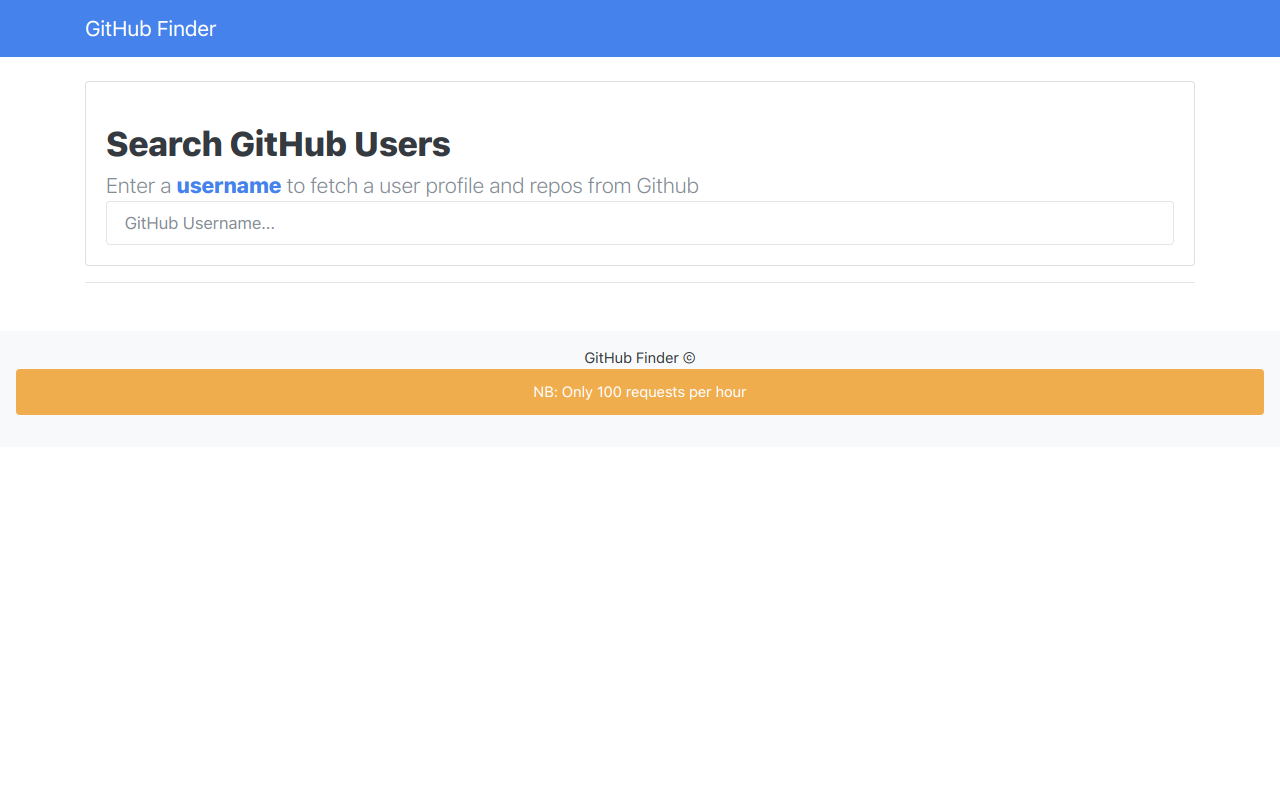 GitHub Finder
Search GitHub Users
Enter a username to fetch a user profile and repos from Github
GitHub Username...
GitHub Finder ©
NB: Only 100 requests per hour